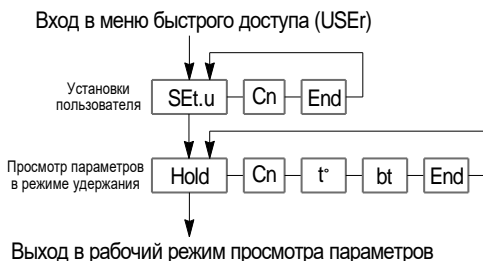 Вход в меню быстрого доступа (USEr)
Установки
пользователя
SEt.u Cn End
Просмотр параметров
в режиме удержания
Hold Cn t° bt End
Выход в рабочий режим просмотра параметров